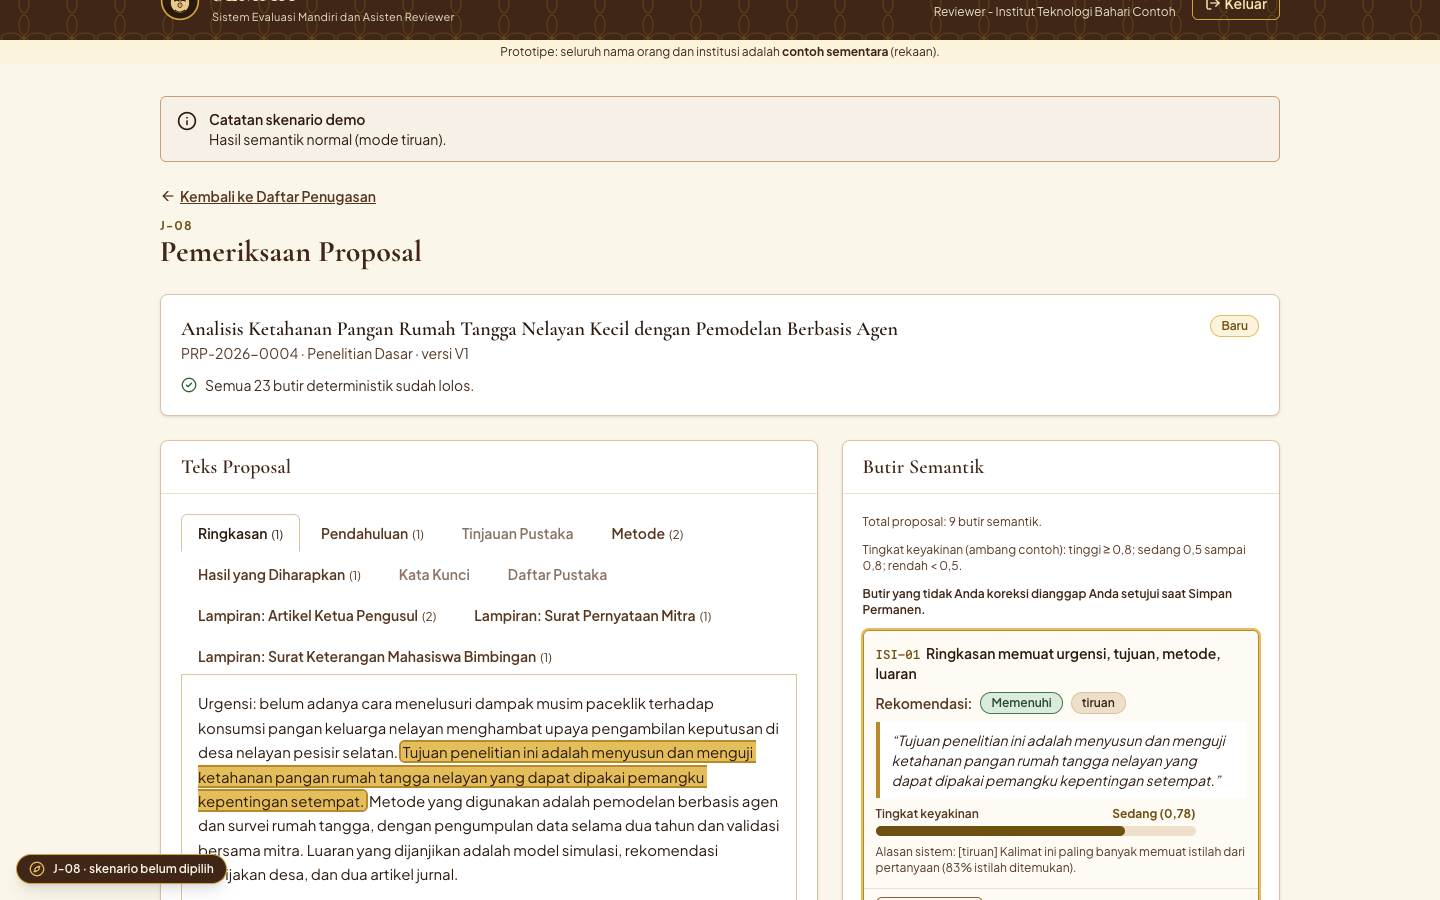 Sistem Evaluasi Mandiri dan Asisten Reviewer
Reviewer - Institut Teknologi Bahari Contoh
Keluar
Prototipe: seluruh nama orang dan institusi adalah contoh sementara (rekaan).
Catatan skenario demo
Hasil semantik normal (mode tiruan).
Kembali ke Daftar Penugasan
J-08
Pemeriksaan Proposal
Analisis Ketahanan Pangan Rumah Tangga Nelayan Kecil dengan Pemodelan Berbasis Agen
Baru
PRP-2026-0004 · Penelitian Dasar · versi V1
Semua 23 butir deterministik sudah lolos.
Teks Proposal
Ringkasan (1)
Pendahuluan (1)
Tinjauan Pustaka
Metode (2)
Hasil yang Diharapkan (1)
Kata Kunci
Daftar Pustaka
Lampiran: Artikel Ketua Pengusul (2)
Lampiran: Surat Pernyataan Mitra (1)
Lampiran: Surat Keterangan Mahasiswa Bimbingan (1)
Urgensi: belum adanya cara menelusuri dampak musim paceklik terhadap
konsumsi pangan keluarga nelayan menghambat upaya pengambilan keputusan di
desa nelayan pesisir selatan. Tujuan penelitian ini adalah menyusun dan menguji
ketahanan pangan rumah tangga nelayan yang dapat dipakai pemangku
kepentingan setempat. Metode yang digunakan adalah pemodelan berbasis agen
dan survei rumah tangga, dengan pengumpulan data selama dua tahun dan validasi
bersama mitra. Luaran yang dijanjikan adalah model simulasi, rekomendasi
ijakan desa, dan dua artikel jurnal.
J-08 · skenario belum dipilih
Butir Semantik
Total proposal: 9 butir semantik.
Tingkat keyakinan (ambang contoh): tinggi ≥ 0,8; sedang 0,5 sampai
0,8; rendah < 0,5.
Butir yang tidak Anda koreksi dianggap Anda setujui saat Simpan
Permanen.
ISI-01 Ringkasan memuat urgensi, tujuan, metode,
luaran
Rekomendasi: Memenuhi tiruan
“Tujuan penelitian ini adalah menyusun dan menguji
ketahanan pangan rumah tangga nelayan yang
dapat dipakai pemangku kepentingan setempat.”
Tingkat keyakinan Sedang (0,78)
Alasan sistem: [tiruan] Kalimat ini paling banyak memuat istilah dari
pertanyaan (83% istilah ditemukan).